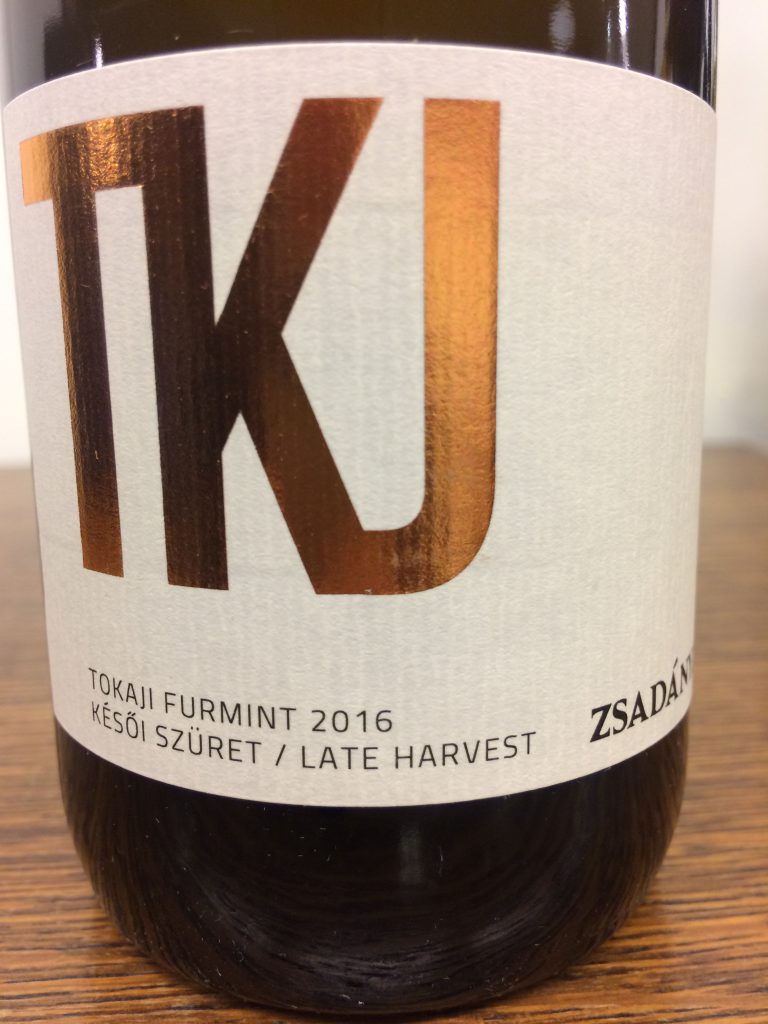 TKJ
TOKAJI FURMINT 2016
KÉSŐI SZÜRET / LATE HARVEST